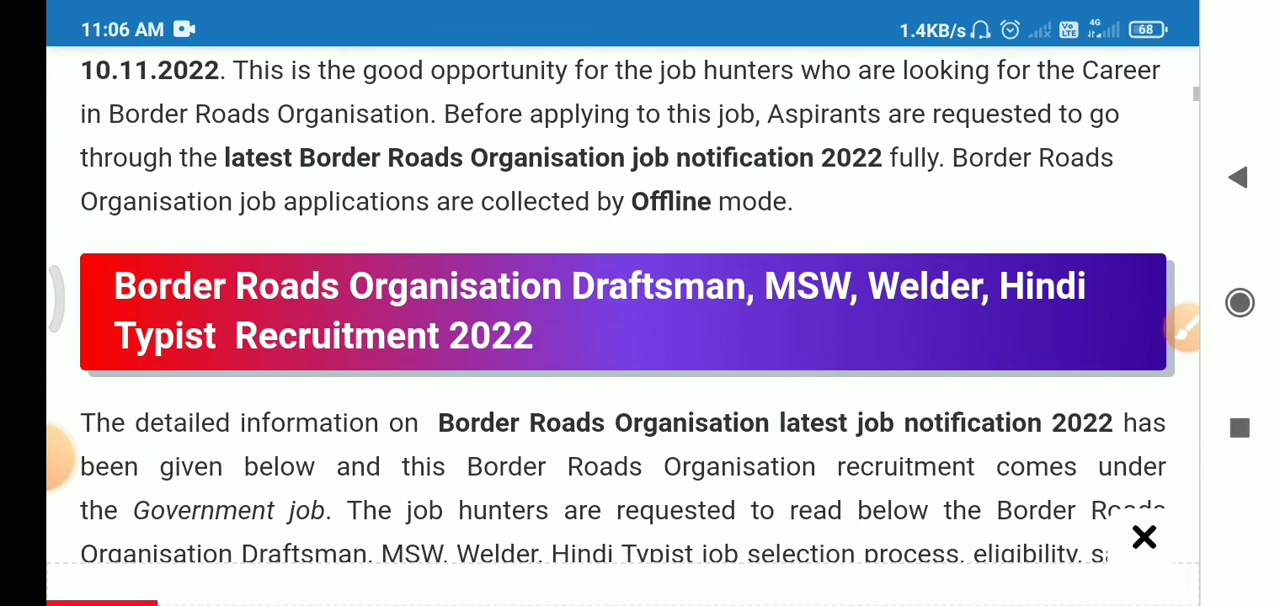 11:06 AM 1.4KB/s Vo LTE 4G 68
10.11.2022. This is the good opportunity for the job hunters who are looking for the Career
in Border Roads Organisation. Before applying to this job, Aspirants are requested to go
through the latest Border Roads Organisation job notification 2022 fully. Border Roads
Organisation job applications are collected by Offline mode.
Border Roads Organisation Draftsman, MSW, Welder, Hindi
Typist Recruitment 2022
The detailed information on Border Roads Organisation latest job notification 2022 has
been given below and this Border Roads Organisation recruitment comes under
the Government job. The job hunters are requested to read below the Border Roads
Organisation Draftsman, MSW, Welder, Hindi Typist job selection process, eligibility,